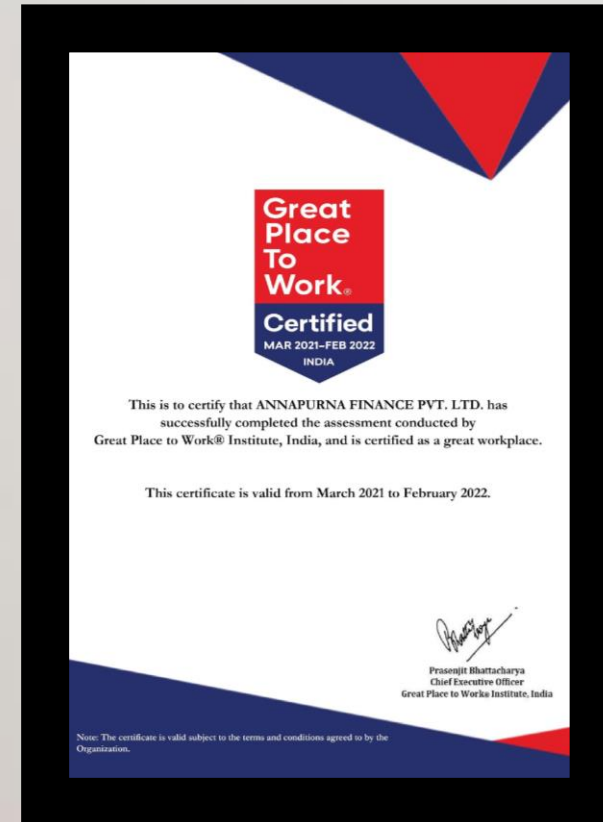 Great
Place
To
Work®
Certified
MAR 2021–FEB 2022
INDIA
This is to certify that ANNAPURNA FINANCE PVT. LTD. has
successfully completed the assessment conducted by
Great Place to Work® Institute, India, and is certified as a great workplace.
This certificate is valid from March 2021 to February 2022.
Prasenjit Bhattacharya
Chief Executive Officer
Great Place to Work® Institute, India
Note: The certificate is valid subject to the terms and conditions agreed to by the
Organization.